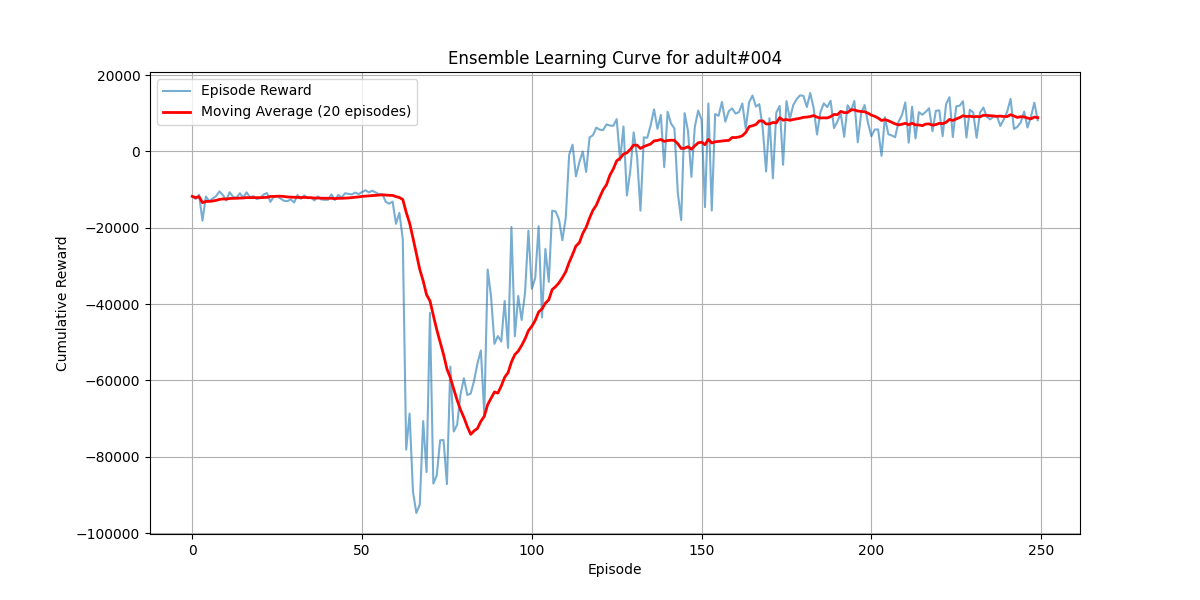 Ensemble Learning Curve for adult#004
Episode Reward
Moving Average (20 episodes)
Cumulative Reward
20000
0
−20000
−40000
−60000
−80000
−100000
0 50 100 150 200 250
Episode